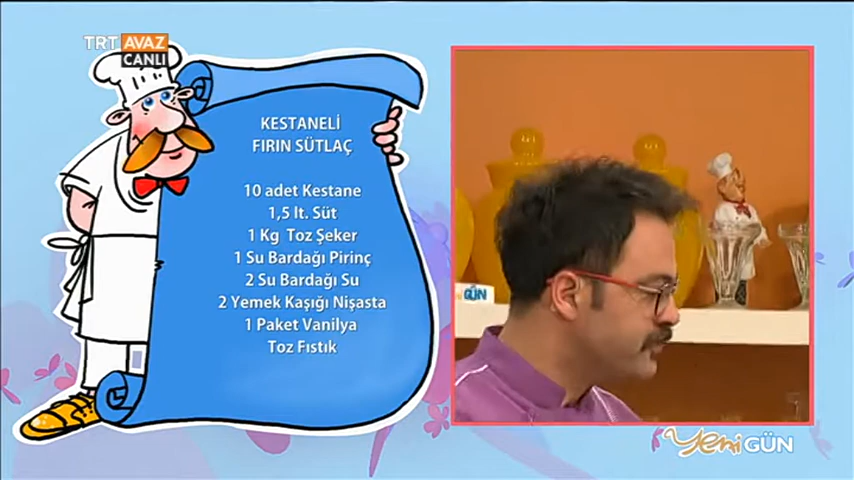 TRT AVAZ
CANLI
KESTANELİ
FIRIN SÜTLAÇ
10 adet Kestane
1,5 lt. Süt
1 Kg Toz Şeker
1 Su Bardağı Pirinç
2 Su Bardağı Su
2 Yemek Kaşığı Nişasta
1 Paket Vanilya
Toz Fıstık
GÜN
Yeni GÜN